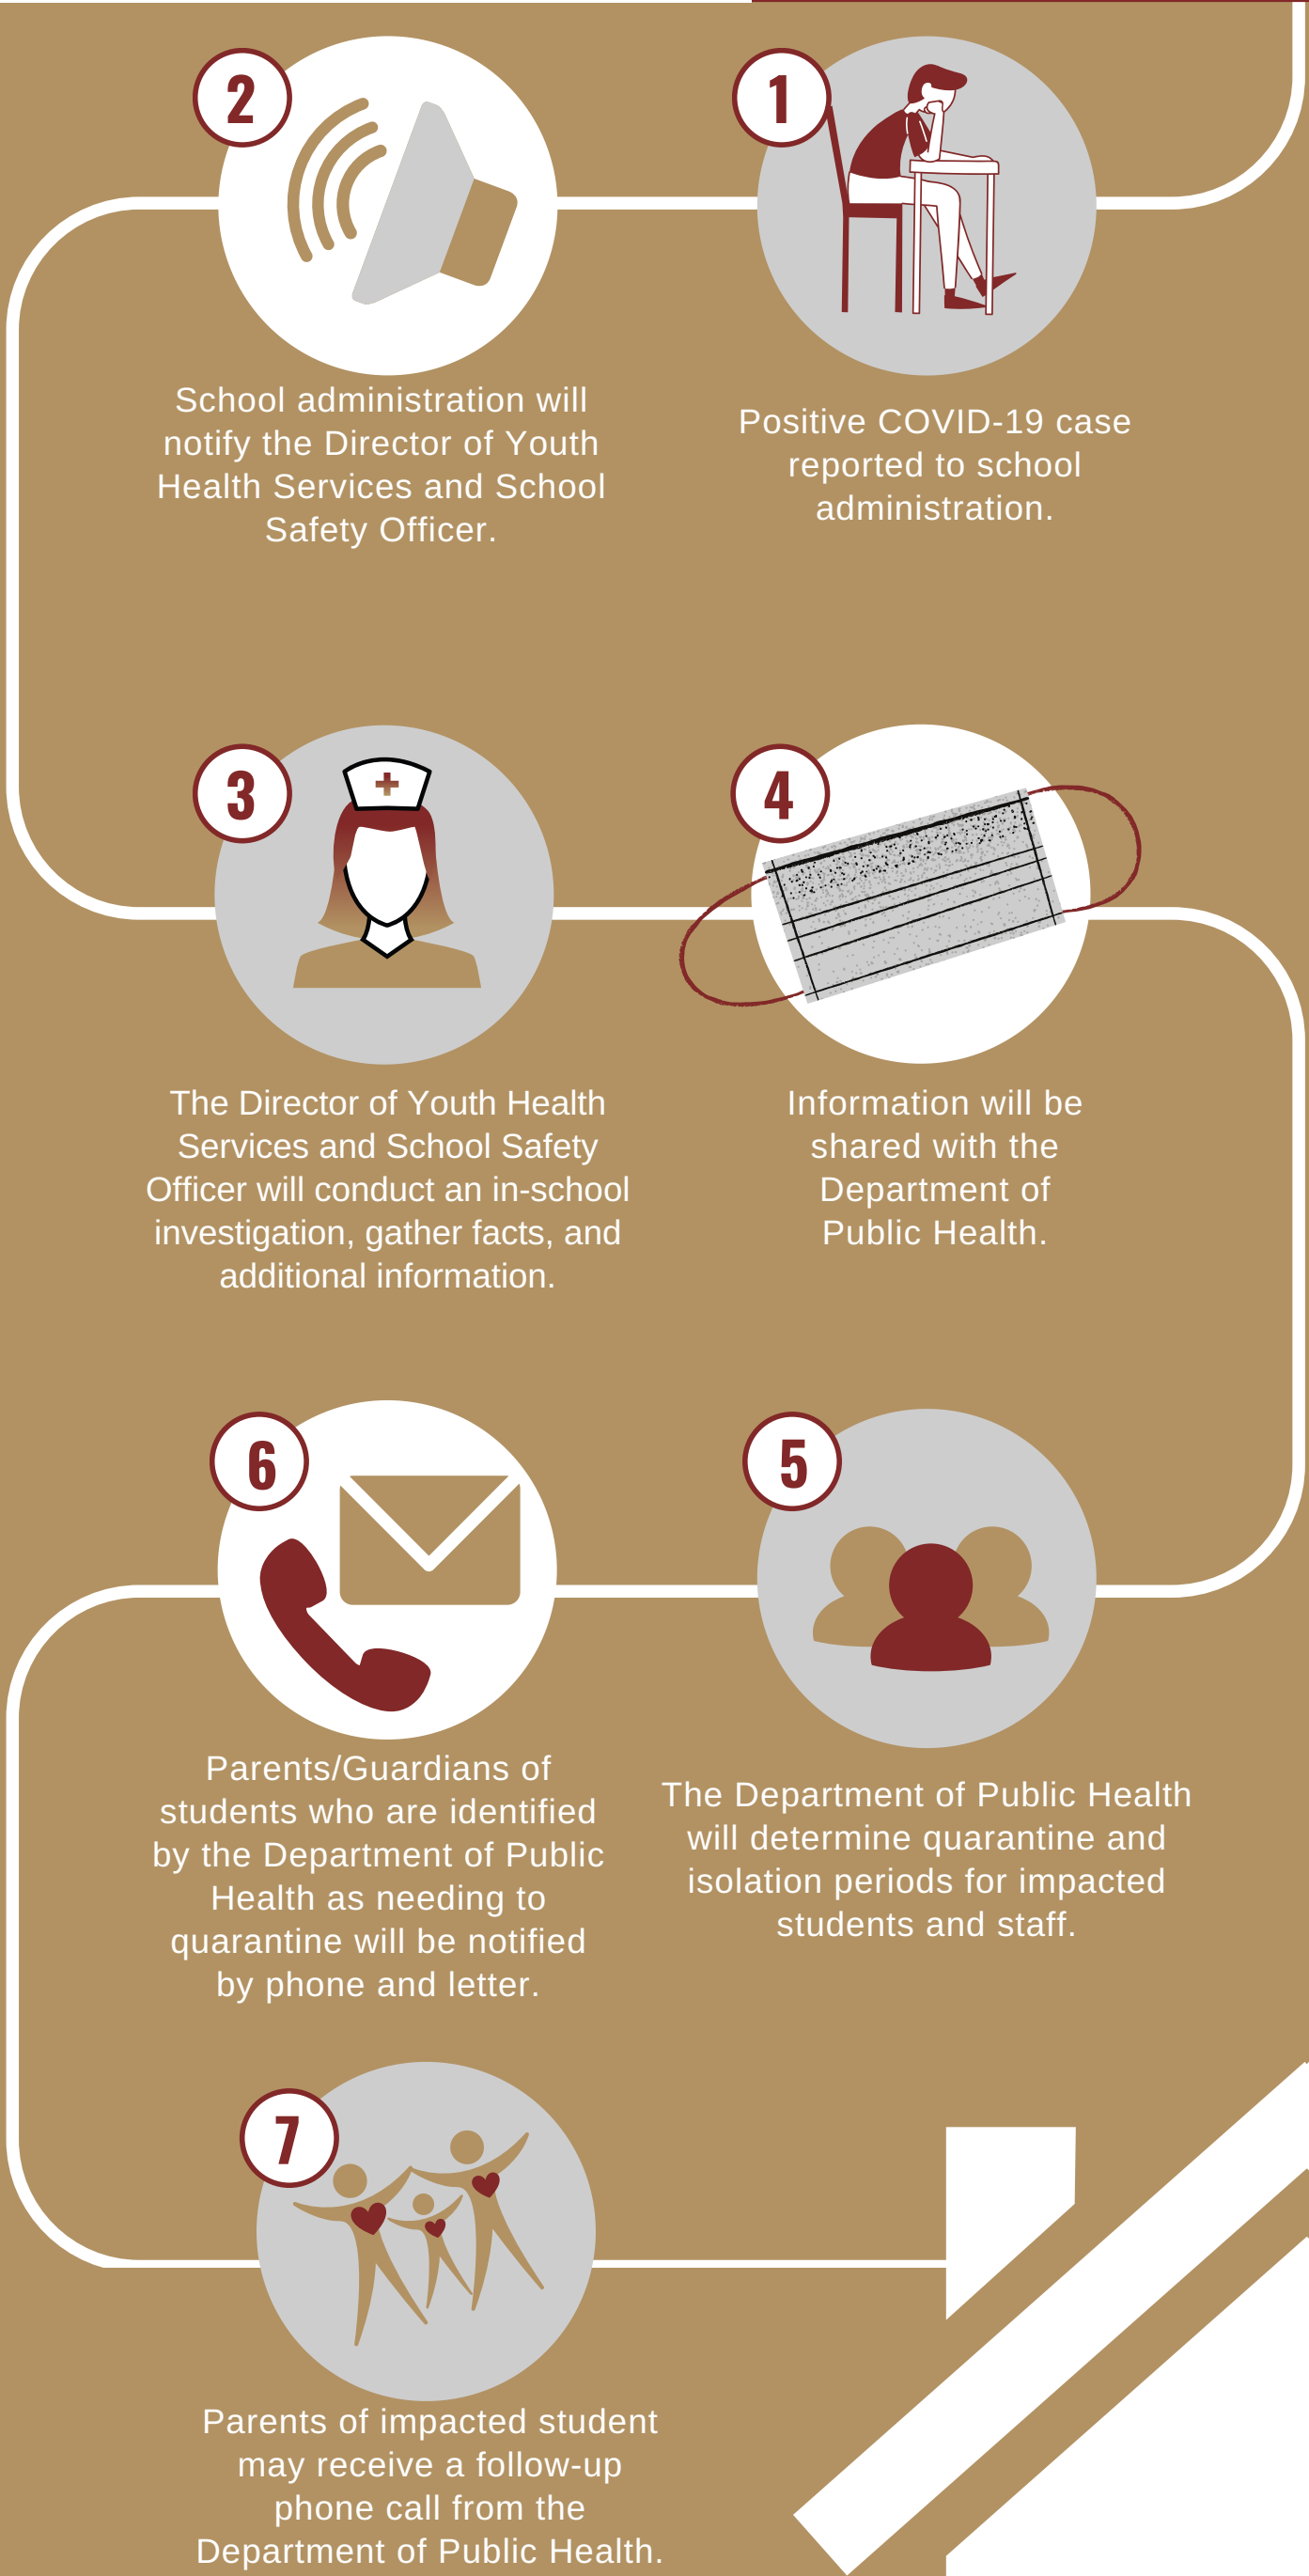 1
Positive COVID-19 case
reported to school
administration.
2
School administration will
notify the Director of Youth
Health Services and School
Safety Officer.
3
The Director of Youth Health
Services and School Safety
Officer will conduct an in-school
investigation, gather facts, and
additional information.
4
Information will be
shared with the
Department of
Public Health.
5
The Department of Public Health
will determine quarantine and
isolation periods for impacted
students and staff.
6
Parents/Guardians of
students who are identified
by the Department of Public
Health as needing to
quarantine will be notified
by phone and letter.
7
Parents of impacted student
may receive a follow-up
phone call from the
Department of Public Health.